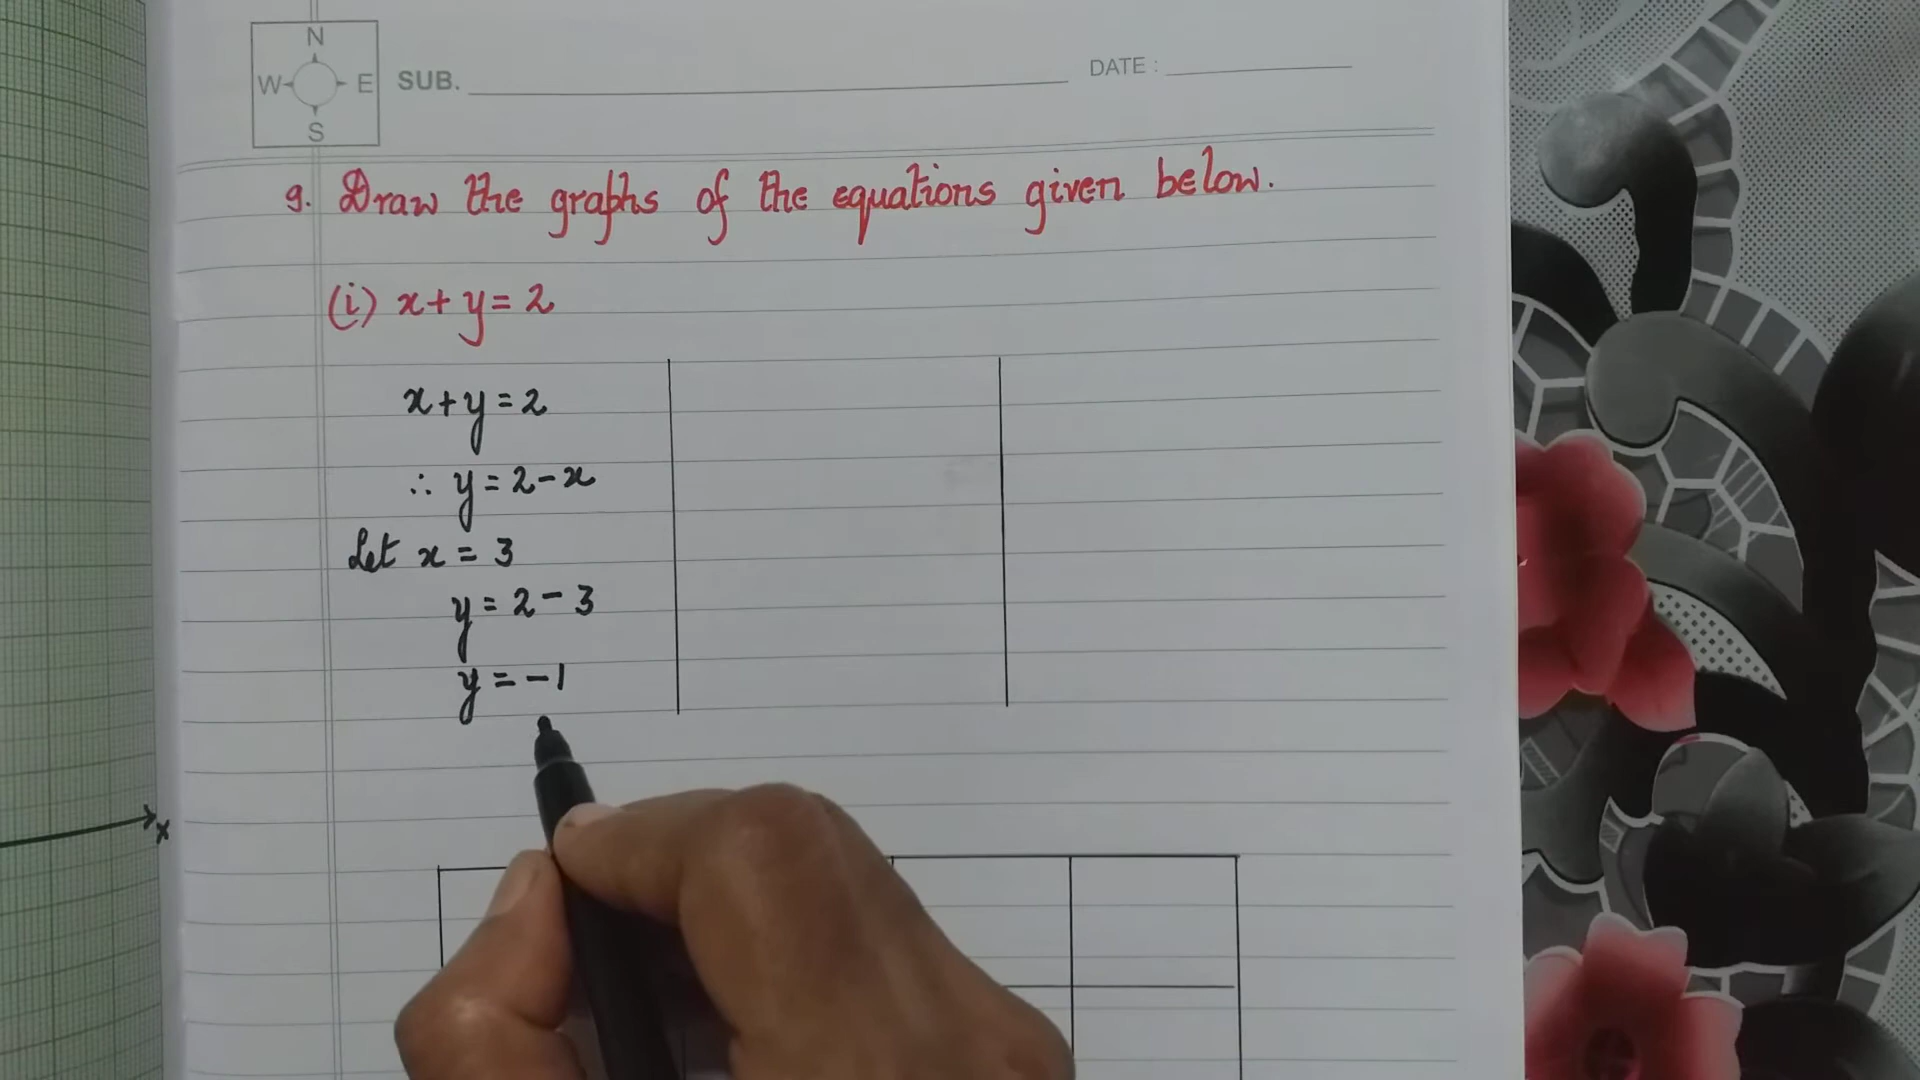 N
W E SUB. DATE :
S
9. Draw the graphs of the equations given below.
(i) x+y=2
x+y=2
∴ y=2-x
Let x = 3
y = 2 - 3
y = -1
x